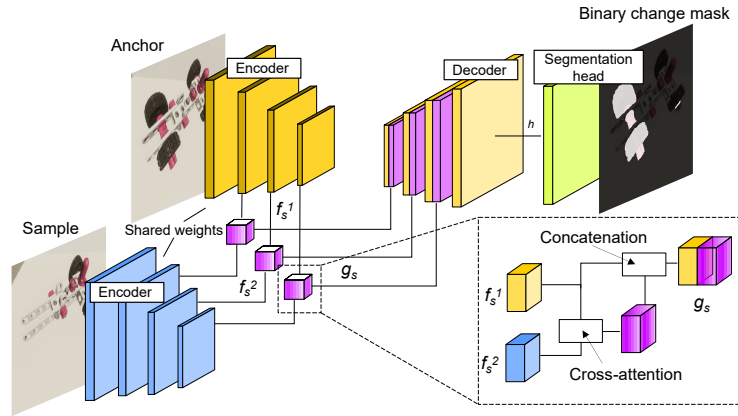 Binary change mask
Anchor
Encoder
Decoder
Segmentation
head
h
Sample
Shared weights
f_s^1
Encoder
f_s^2
g_s
Concatenation
f_s^1
g_s
f_s^2
Cross-attention